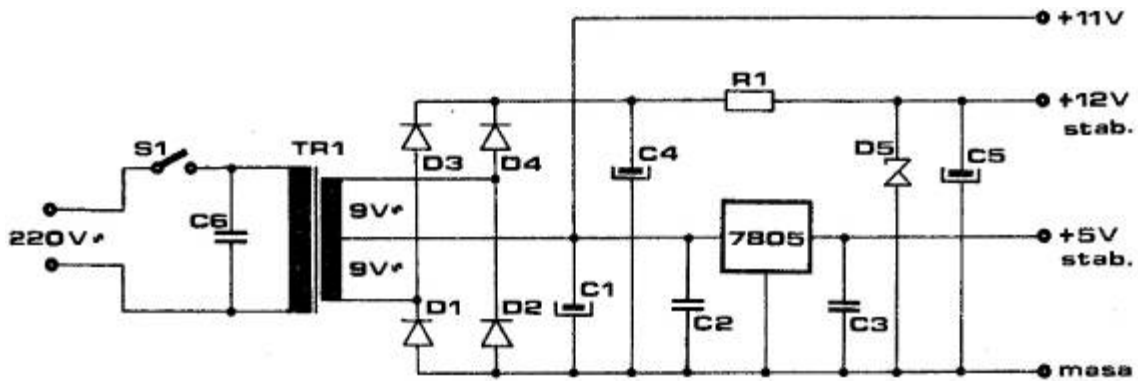 +11V
R1
+12V
stab.
S1
TR1
D3
D4
C4
D5
C5
9V~
220V~
C6
7805
+5V
stab.
9V~
D1
D2
C1
C2
C3
masa